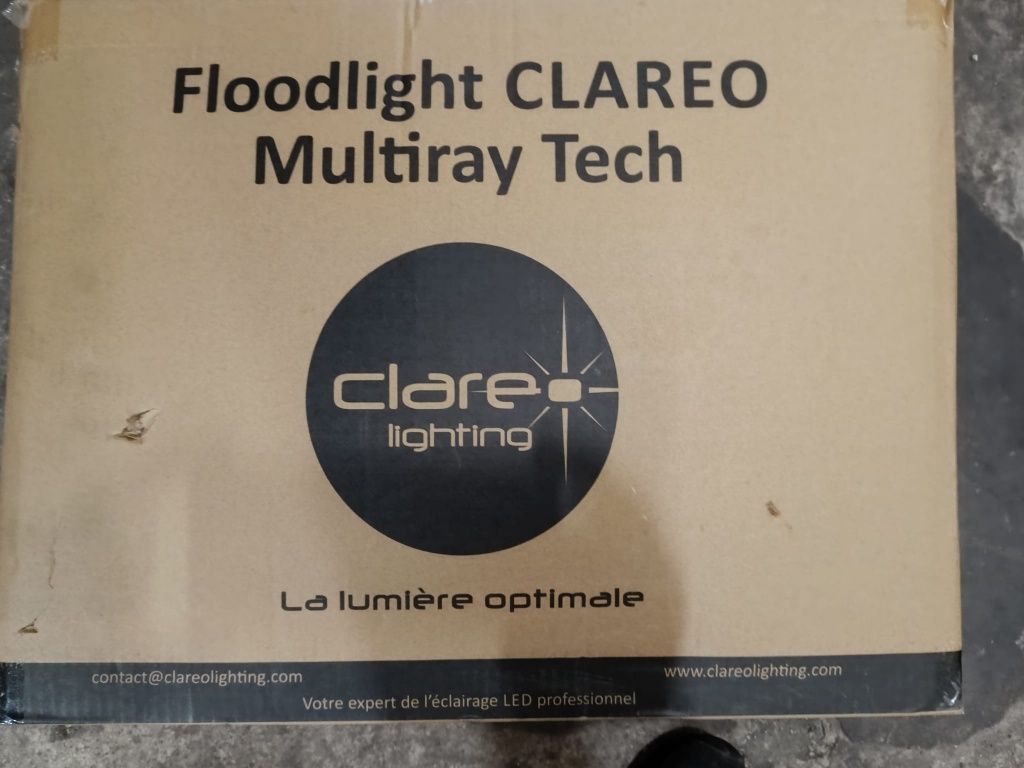 Floodlight CLAREO
Multiray Tech
clareo
lighting
La lumière optimale
contact@clareolighting.com
www.clareolighting.com
Votre expert de l'éclairage LED professionnel